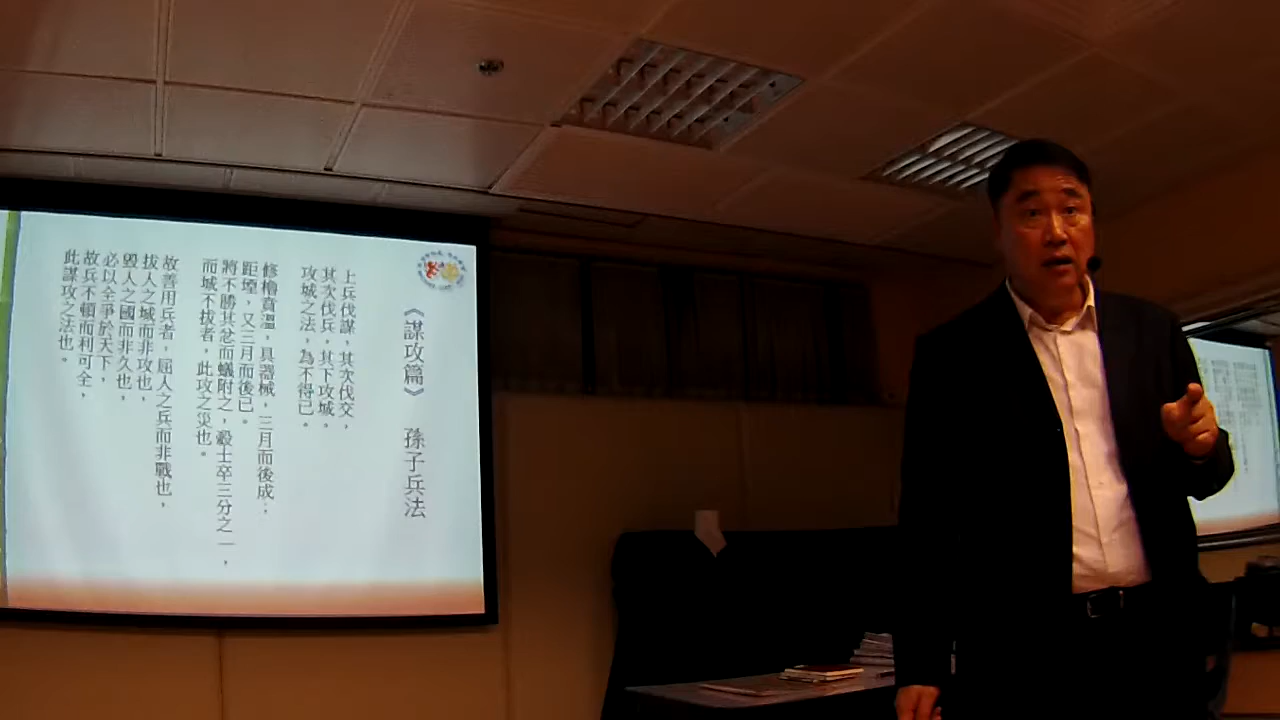 《謀攻篇》 孫子兵法
上兵伐謀，其次伐交，
其次伐兵，其下攻城。
攻城之法，為不得已。
修櫓轒溫，具器械，三月而後成；
距堙，又三月而後已。
將不勝其忿而蟻附之，殺士卒三分之一，
而城不拔者，此攻之災也。
故善用兵者，屈人之兵而非戰也，
拔人之城而非攻也，
毀人之國而非久也，
必以全爭於天下，
故兵不頓而利可全，
此謀攻之法也。